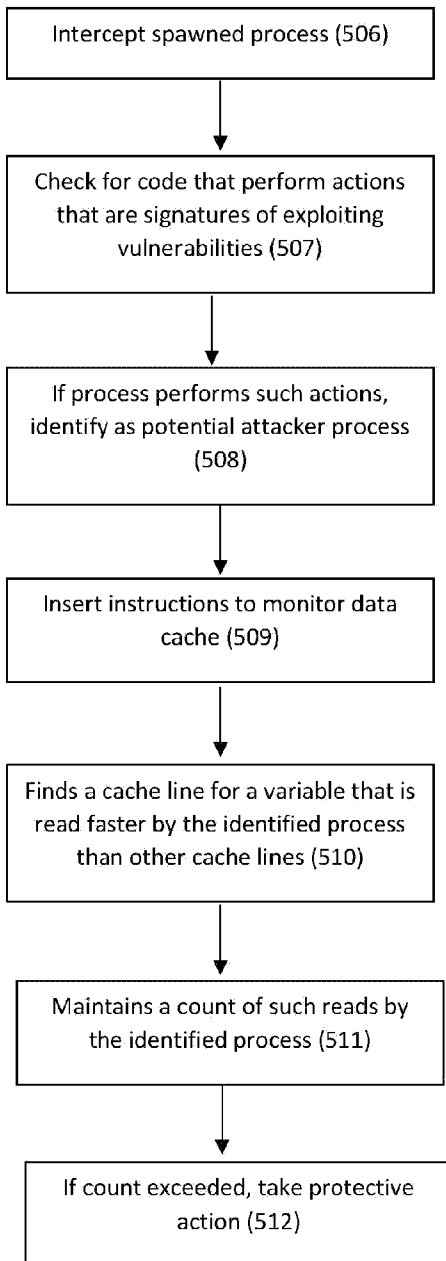 Intercept spawned process (506)
Check for code that perform actions
that are signatures of exploiting
vulnerabilities (507)
If process performs such actions,
identify as potential attacker process
(508)
Insert instructions to monitor data
cache (509)
Finds a cache line for a variable that is
read faster by the identified process
than other cache lines (510)
Maintains a count of such reads by
the identified process (511)
If count exceeded, take protective
action (512)